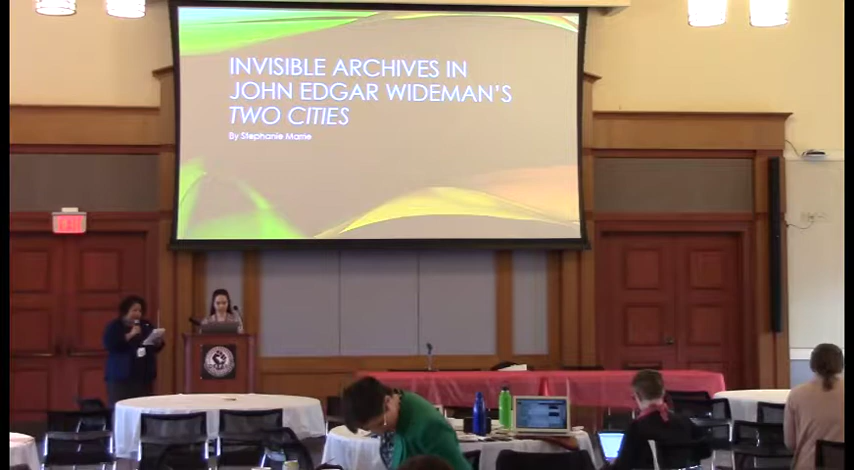 INVISIBLE ARCHIVES IN
JOHN EDGAR WIDEMAN'S
TWO CITIES
By Stephanie Marrie
EXIT